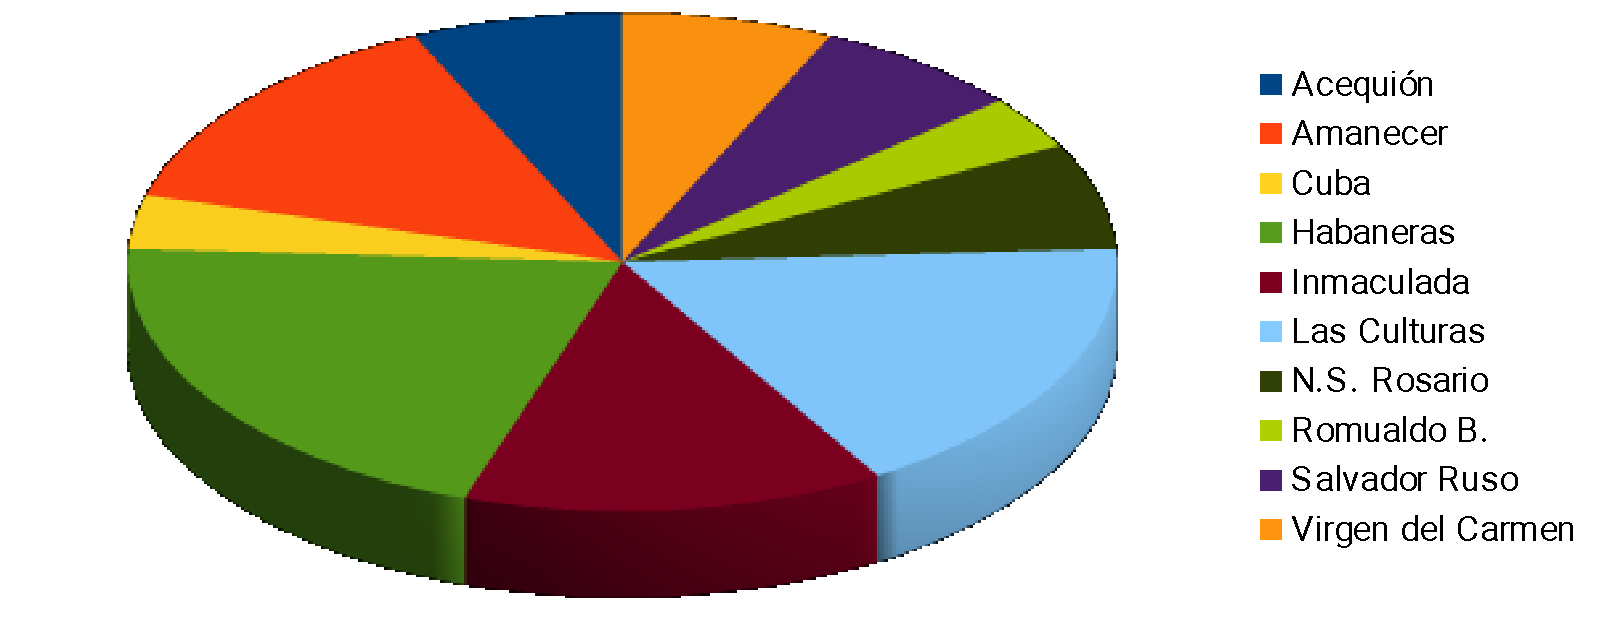 Acequión
Amanecer
Cuba
Habaneras
Inmaculada
Las Culturas
N.S. Rosario
Romualdo B.
Salvador Ruso
Virgen del Carmen